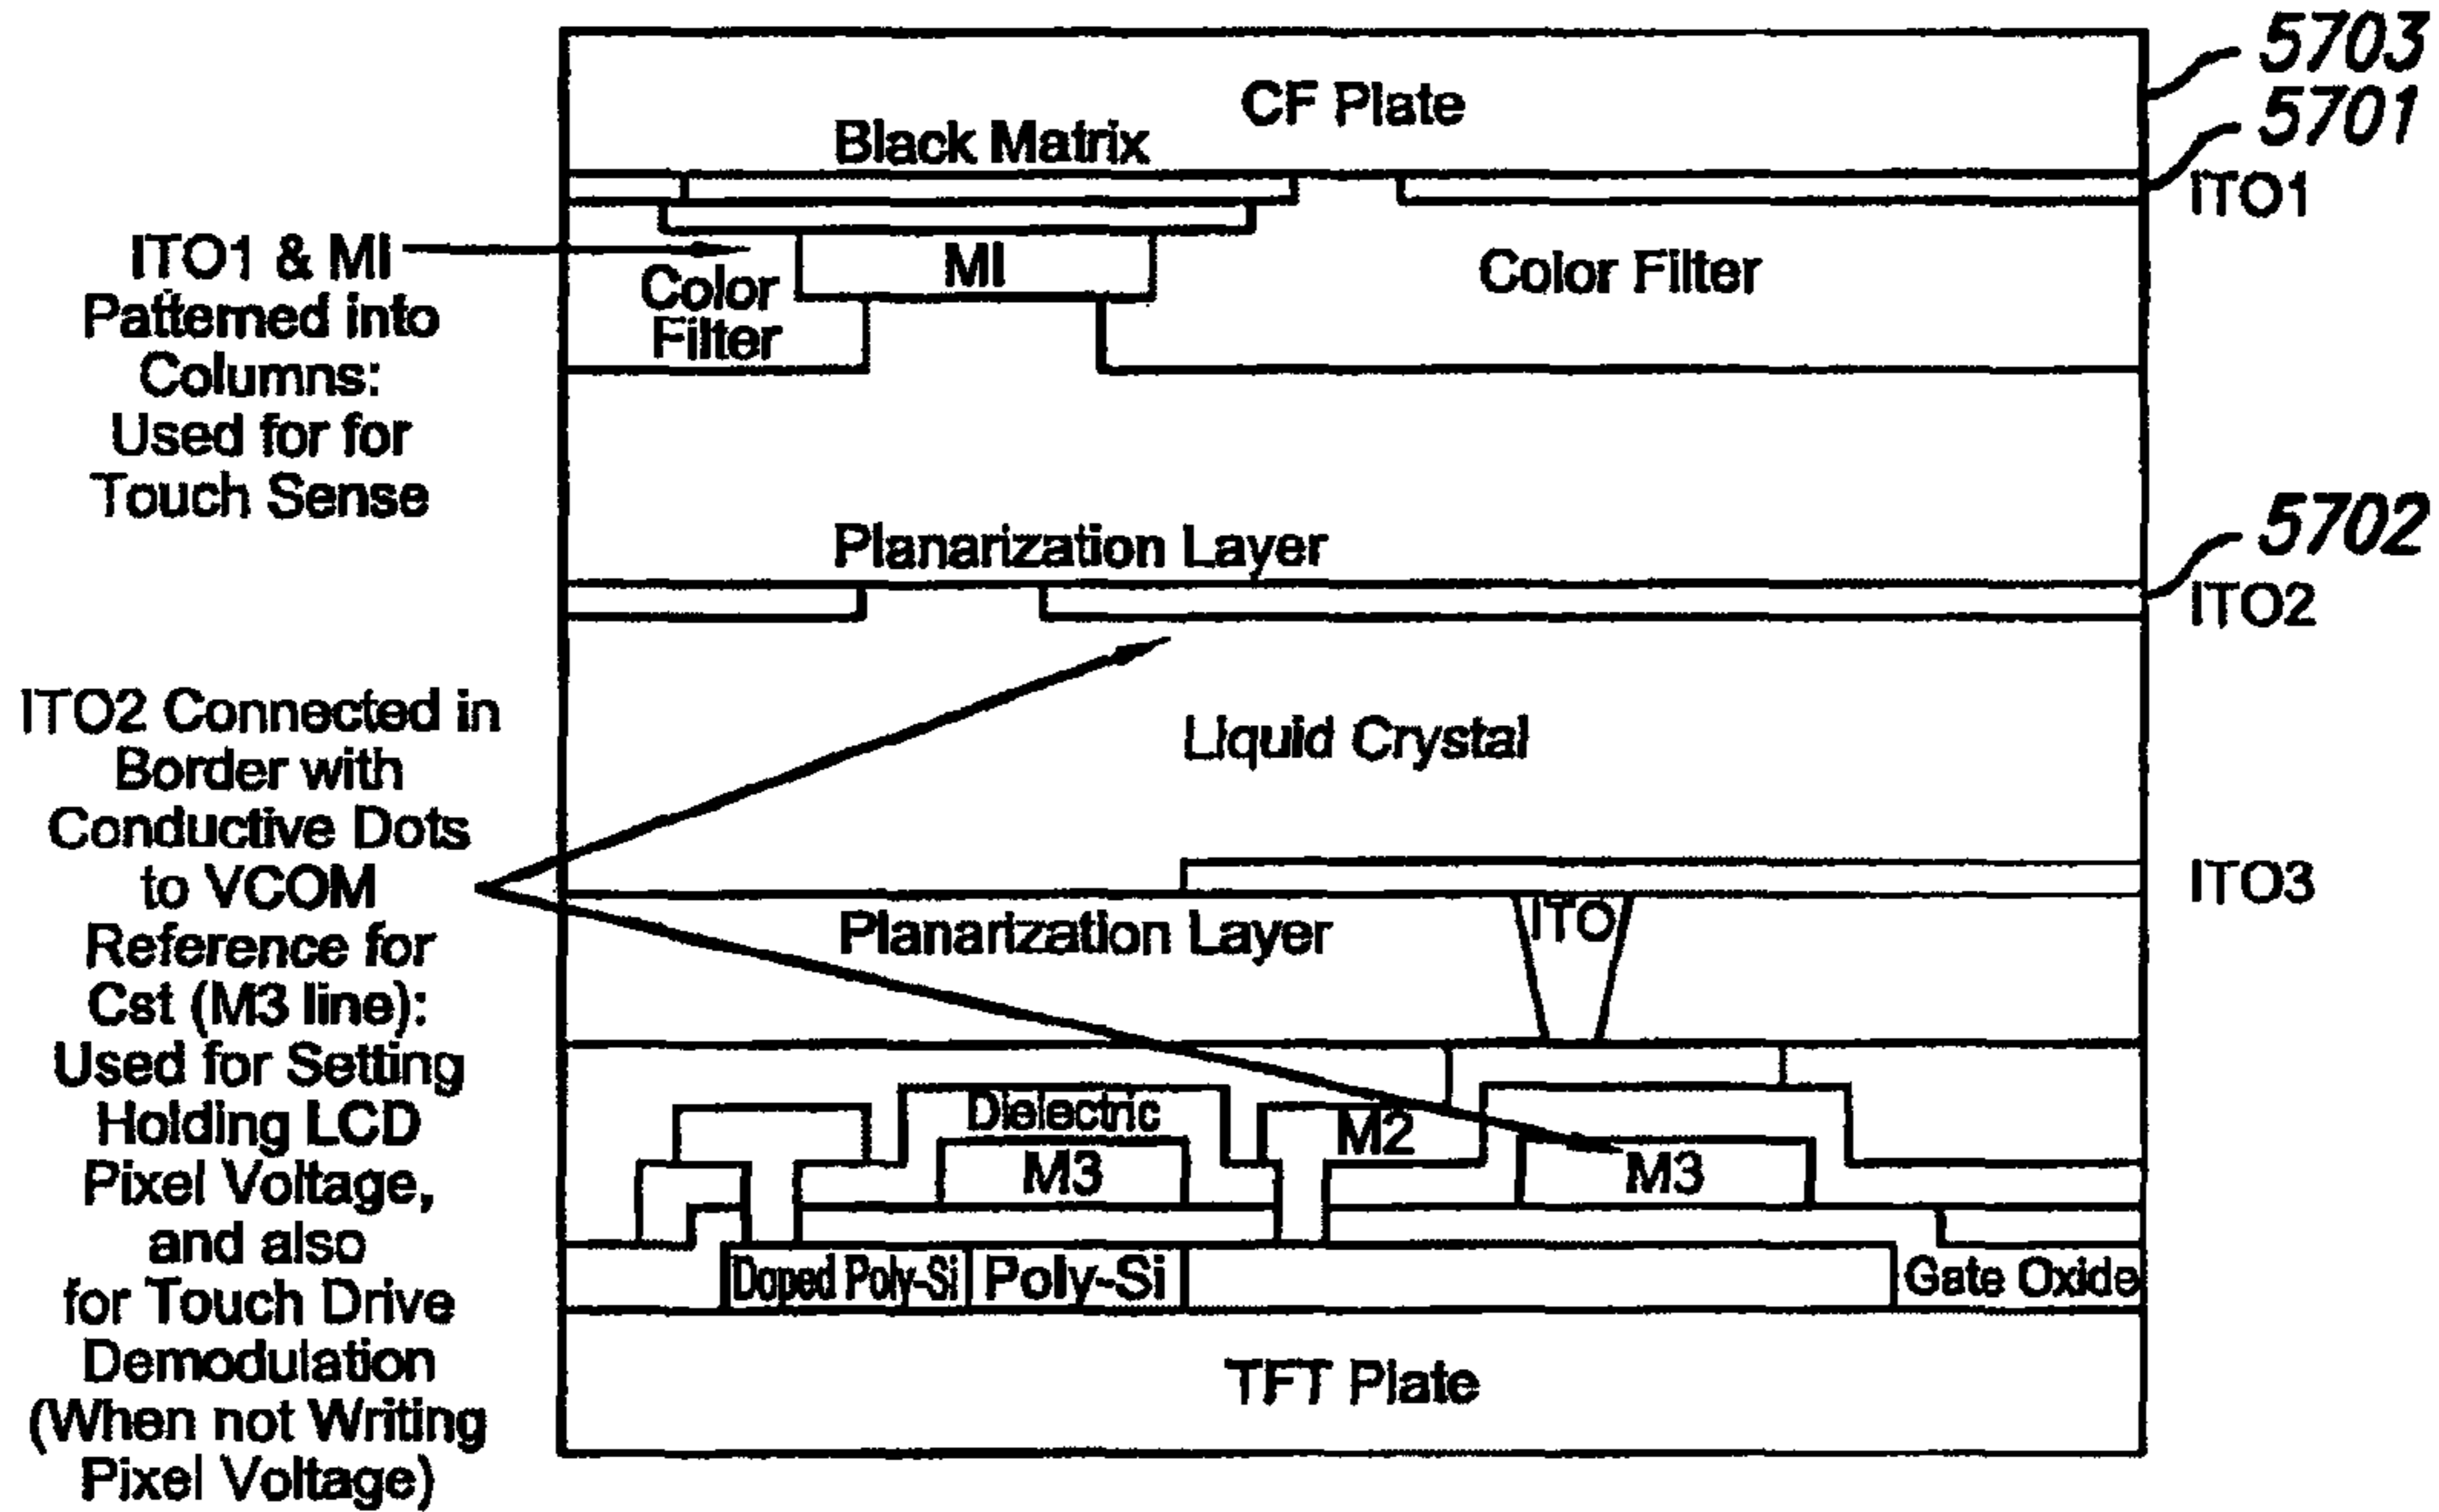 5703
CF Plate
5701
Black Matrix
ITO1
ITO1 & MI
Patterned into
Columns:
Used for for
Touch Sense
MI
Color
Filter
Color Filter
5702
Planarization Layer
ITO2
ITO2 Connected in
Border with
Conductive Dots
to VCOM
Reference for
Cst (M3 line):
Used for Setting
Holding LCD
Pixel Voltage,
and also
for Touch Drive
Demodulation
(When not Writing
Pixel Voltage)
Liquid Crystal
ITO3
ITO
Planarization Layer
Dielectric
M2
M3
M3
Doped Poly-Si
Poly-Si
Gate Oxide
TFT Plate